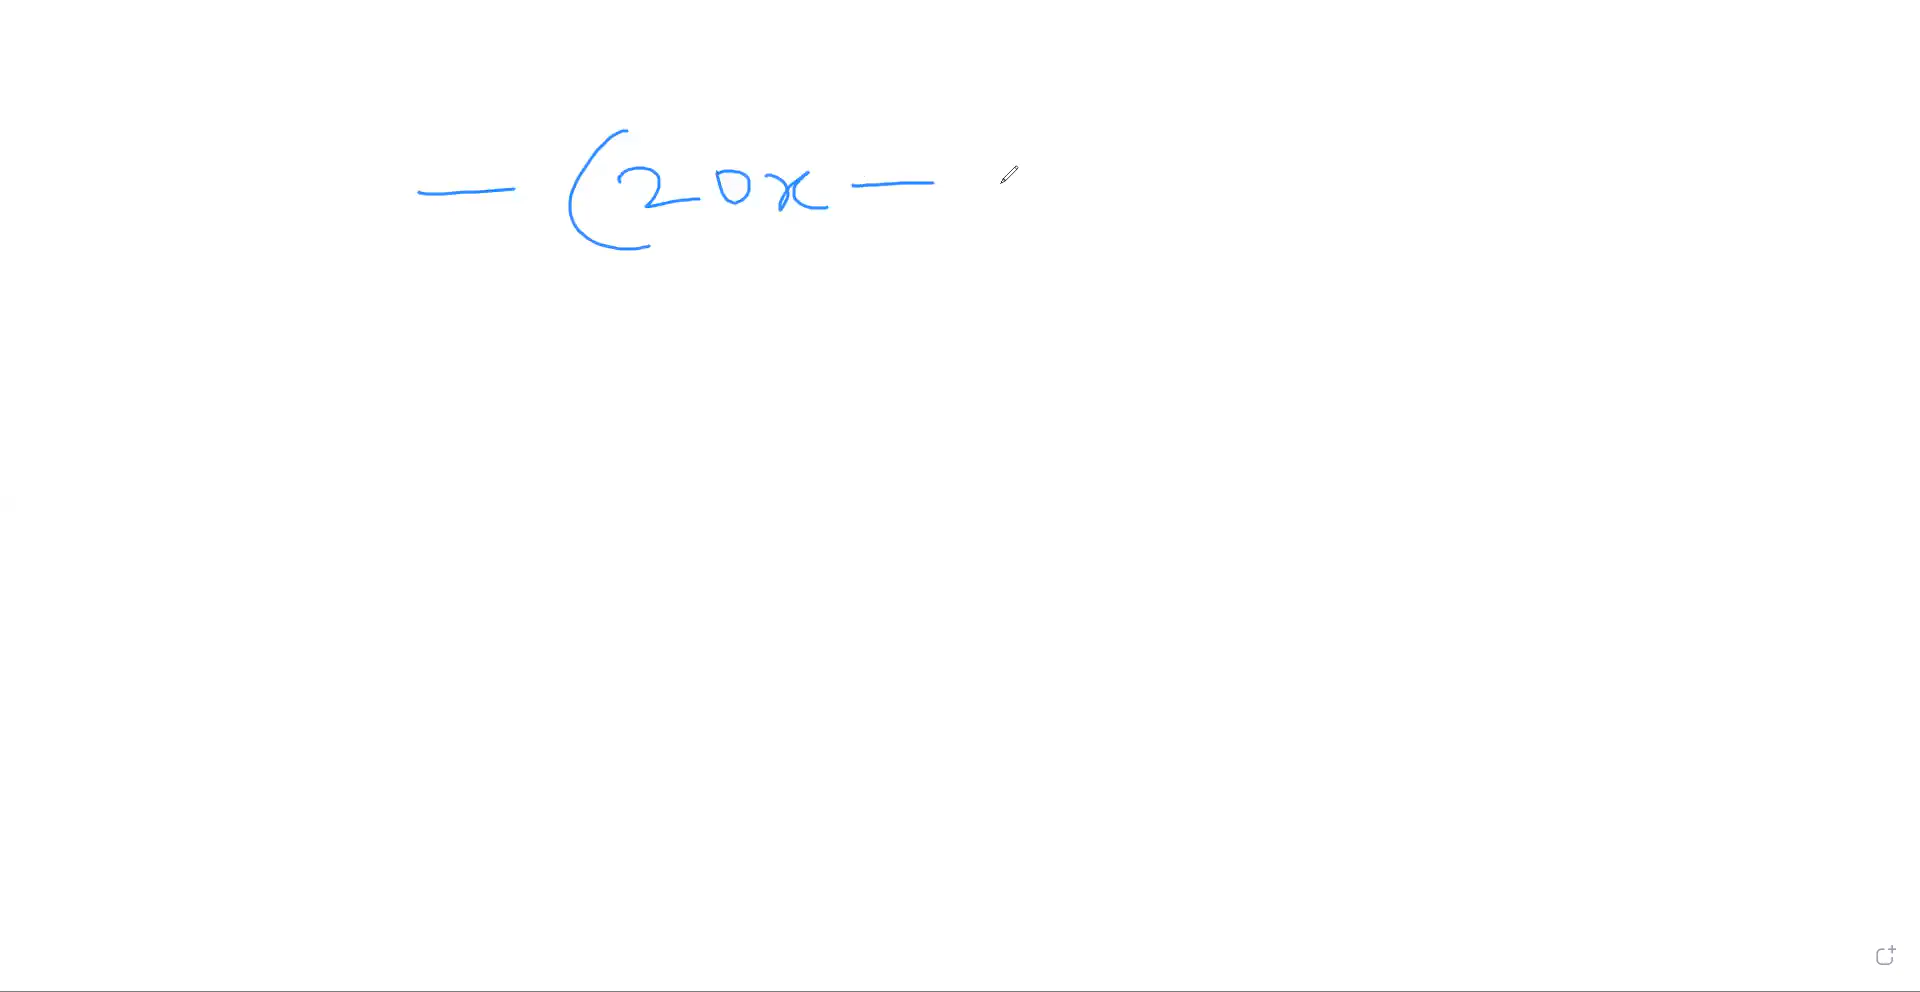 — (20x —